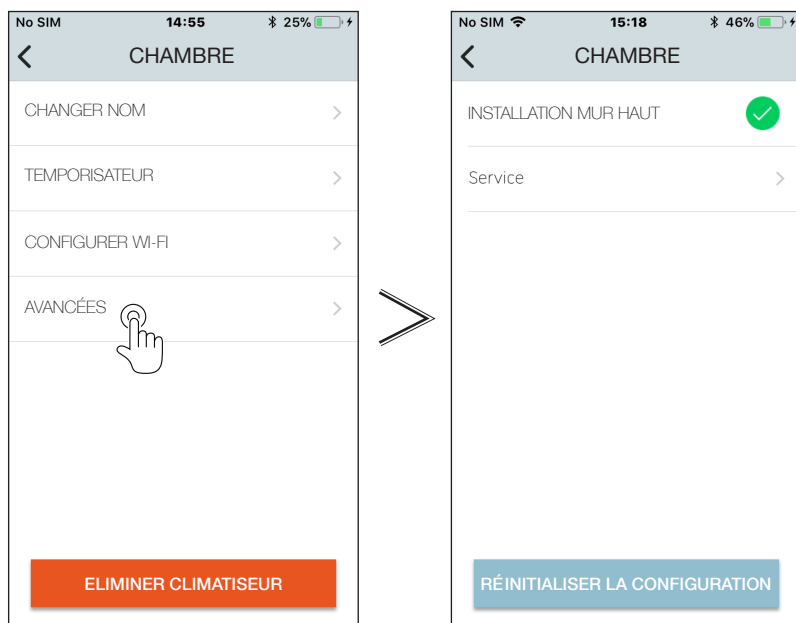 No SIM 14:55 25%
CHAMBRE
CHANGER NOM
TEMPORISATEUR
CONFIGURER WI-FI
AVANCÉES
ELIMINER CLIMATISEUR
No SIM 15:18 46%
CHAMBRE
INSTALLATION MUR HAUT
Service
RÉINITIALISER LA CONFIGURATION